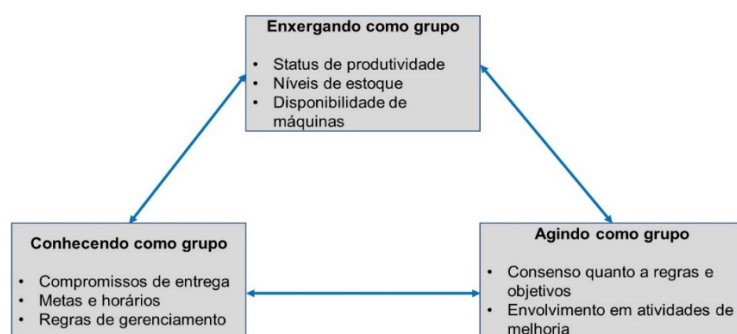 Enxergando como grupo
• Status de produtividade
• Níveis de estoque
• Disponibilidade de
máquinas
Conhecendo como grupo
• Compromissos de entrega
• Metas e horários
• Regras de gerenciamento
Agindo como grupo
• Consenso quanto a regras e
objetivos
• Envolvimento em atividades de
melhoria